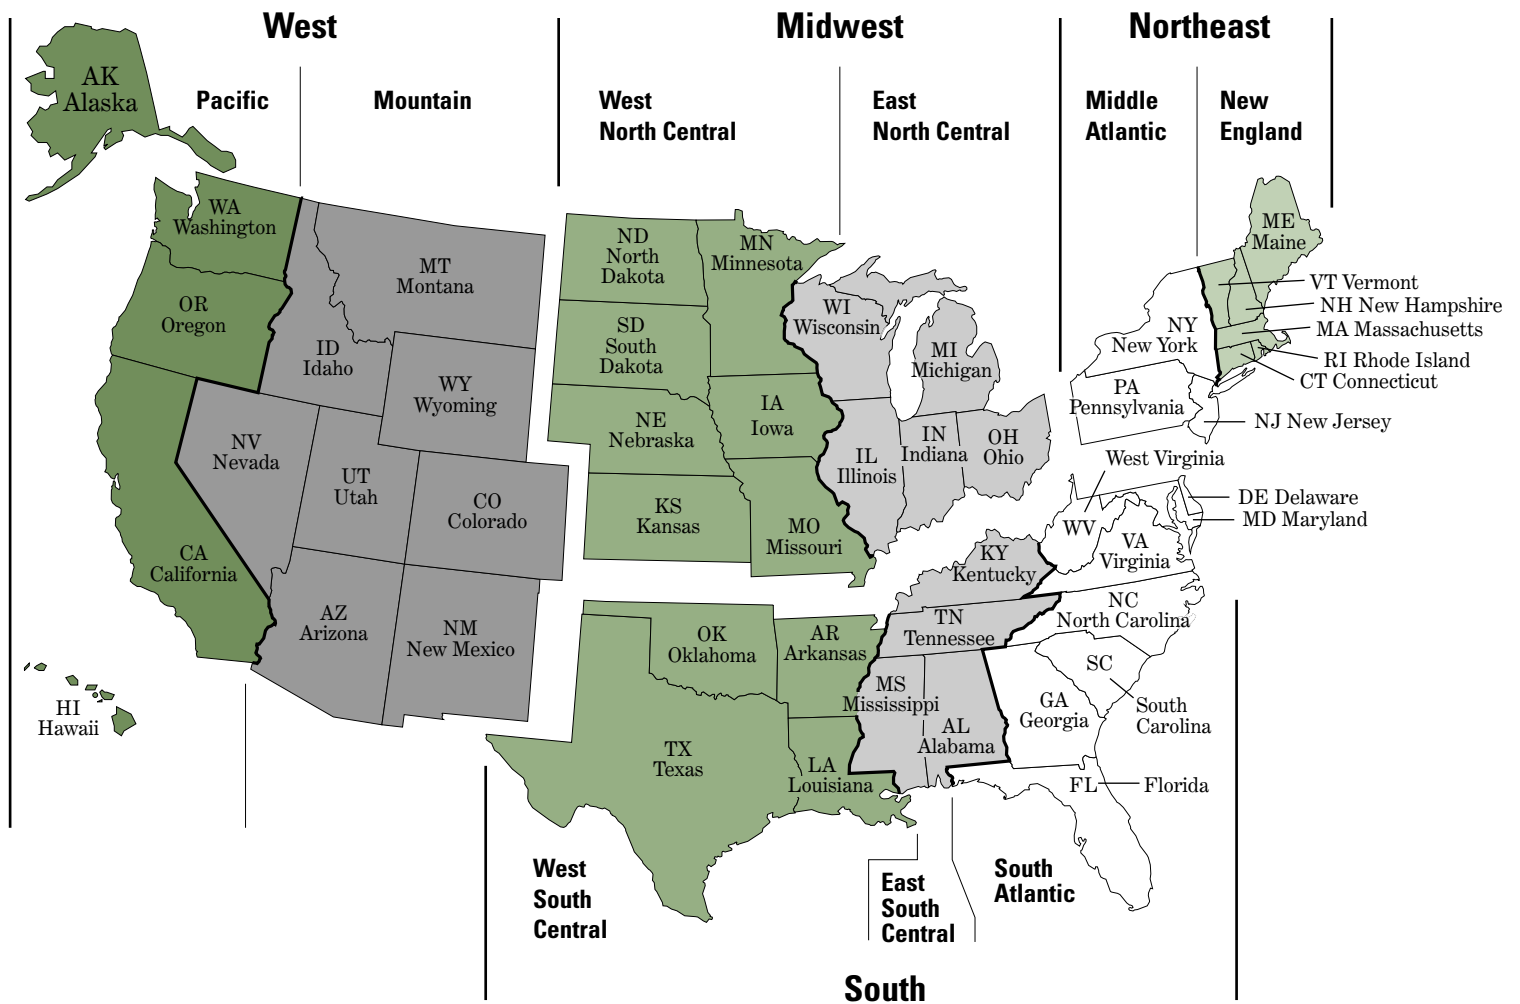 West
Midwest
Northeast
Pacific
Mountain
West
North Central
East
North Central
Middle
Atlantic
New
England
AK
Alaska
WA
Washington
OR
Oregon
CA
California
HI
Hawaii
MT
Montana
ID
Idaho
WY
Wyoming
NV
Nevada
UT
Utah
CO
Colorado
AZ
Arizona
NM
New Mexico
ND
North
Dakota
MN
Minnesota
SD
South
Dakota
NE
Nebraska
IA
Iowa
KS
Kansas
MO
Missouri
WI
Wisconsin
MI
Michigan
IL
Illinois
IN
Indiana
OH
Ohio
ME
Maine
VT Vermont
NH New Hampshire
MA Massachusetts
RI Rhode Island
CT Connecticut
NY
New York
PA
Pennsylvania
NJ New Jersey
West Virginia
WV
DE Delaware
MD Maryland
VA
Virginia
NC
North Carolina
SC
South
Carolina
GA
Georgia
FL
Florida
KY
Kentucky
TN
Tennessee
MS
Mississippi
AL
Alabama
OK
Oklahoma
AR
Arkansas
TX
Texas
LA
Louisiana
West
South
Central
East
South
Central
South
Atlantic
South